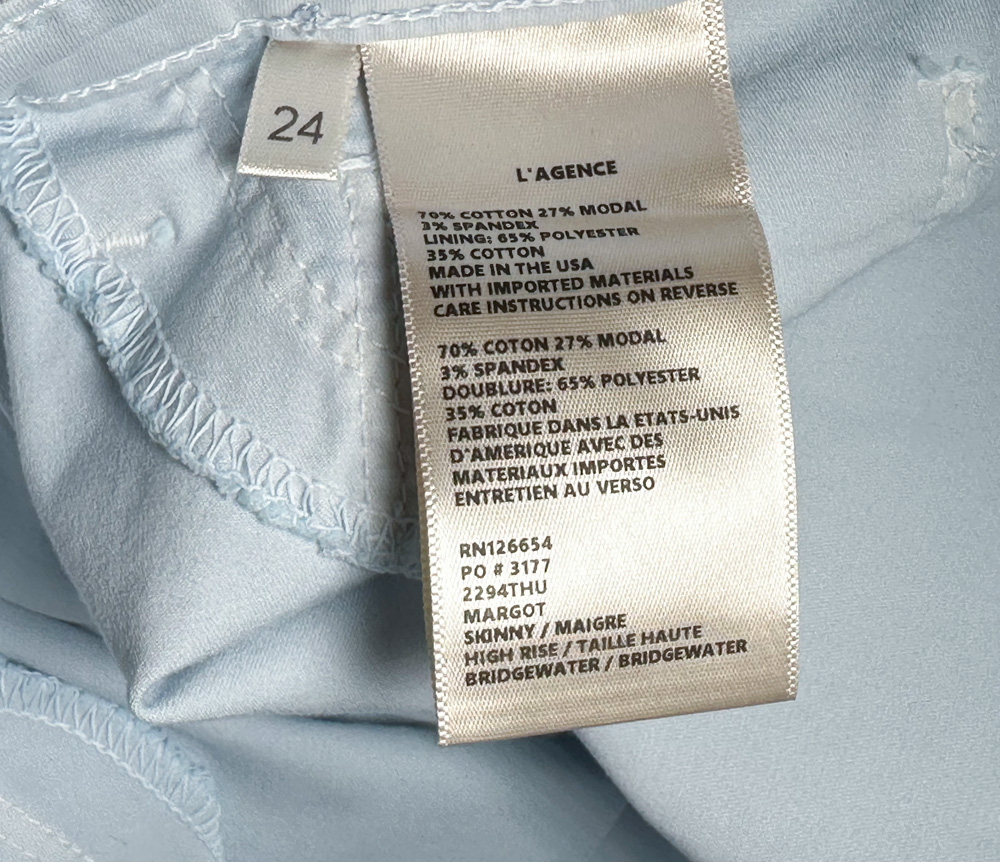 24
L'AGENCE
70% COTTON 27% MODAL
3% SPANDEX
LINING: 65% POLYESTER
35% COTTON
MADE IN THE USA
WITH IMPORTED MATERIALS
CARE INSTRUCTIONS ON REVERSE
70% COTON 27% MODAL
3% SPANDEX
DOUBLURE: 65% POLYESTER
35% COTON
FABRIQUE DANS LA ETATS-UNIS
D'AMERIQUE AVEC DES
MATERIAUX IMPORTES
ENTRETIEN AU VERSO
RN126654
PO # 3177
2294THU
MARGOT
SKINNY / MAIGRE
HIGH RISE / TAILLE HAUTE
BRIDGEWATER / BRIDGEWATER